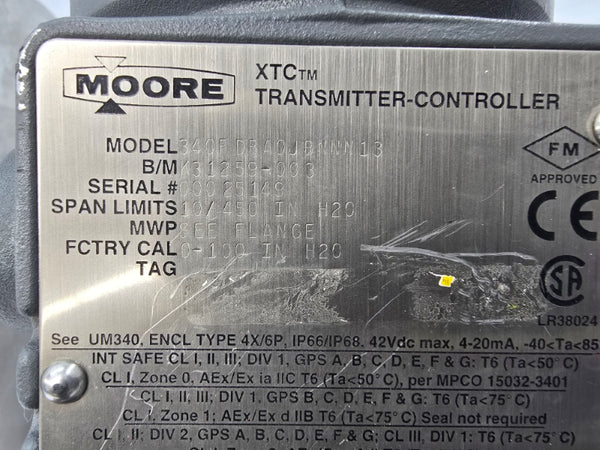 MOORE
XTC™
TRANSMITTER-CONTROLLER
MODEL
B/M
SERIAL #
SPAN LIMITS 10/450 IN H2O
MWP SEE FLANGE
FCTRY CAL 0-100 IN H2O
TAG
FM
APPROVED
CE
SA
LR38024
See UM340, ENCL TYPE 4X/6P, IP66/IP68. 42Vdc max, 4-20mA, -40<Ta<85
INT SAFE CL I, II, III; DIV 1, GPS A, B, C, D, E, F & G: T6 (Ta<50°C)
CL I, Zone 0, AEx/Ex ia IIC T6 (Ta<50°C), per MPCO 15032-3401
CL I, II, III; DIV 1, GPS A, B, C, D, E, F & G: T6 (Ta<75°C)
CL I, Zone 1; AEx/Ex d IIB T6 (Ta<75°C) Seal not required
CL I, II; DIV 2, GPS A, B, C, D, E, F & G; CL III, DIV 1: T6 (Ta<75°C)